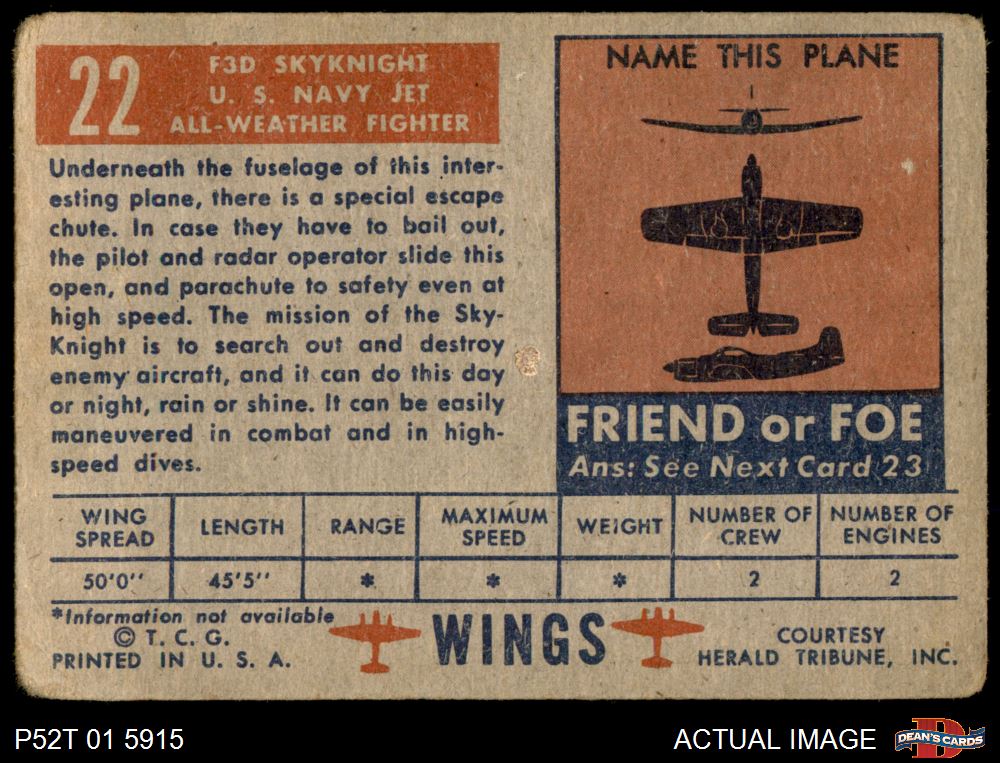 22
F3D SKYKNIGHT
U. S. NAVY JET
ALL-WEATHER FIGHTER
Underneath the fuselage of this inter-
esting plane, there is a special escape
chute. In case they have to bail out,
the pilot and radar operator slide this
open, and parachute to safety even at
high speed. The mission of the Sky-
Knight is to search out and destroy
enemy aircraft, and it can do this day
or night, rain or shine. It can be easily
maneuvered in combat and in high-
speed dives.
NAME THIS PLANE
FRIEND or FOE
Ans: See Next Card 23
WING SPREAD LENGTH RANGE MAXIMUM SPEED WEIGHT NUMBER OF CREW NUMBER OF ENGINES
50'0'' 45'5'' * * * 2 2
*Information not available
© T. C. G.
PRINTED IN U. S. A.
WINGS
COURTESY
HERALD TRIBUNE, INC.
P52T 01 5915
ACTUAL IMAGE
D
DEAN'S CARDS